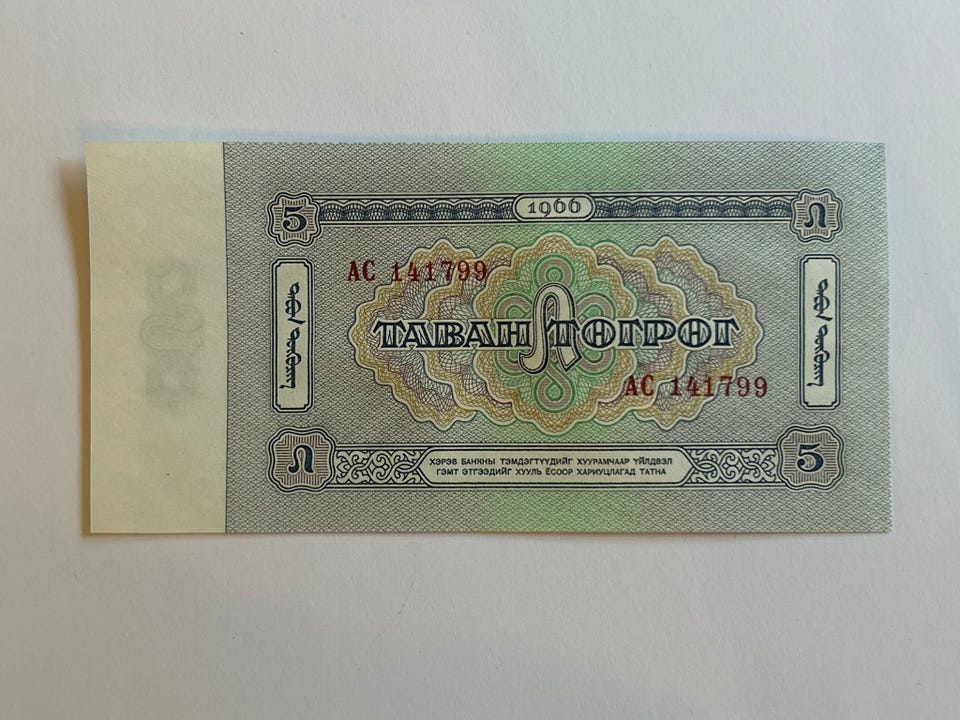 1966
5
Л
АС 141799
ТАВАН ТӨГРӨГ
АС 141799
Л
ХЭРЭВ БАНКНЫ ТЭМДЭГТҮҮДИЙГ ХУУРАМЧААР ҮЙЛДВЭЛ
ГЭМТ ЭТГЭЭДИЙГ ХУУЛЬ ЁСООР ХАРИУЦЛАГАД ТАТНА
5